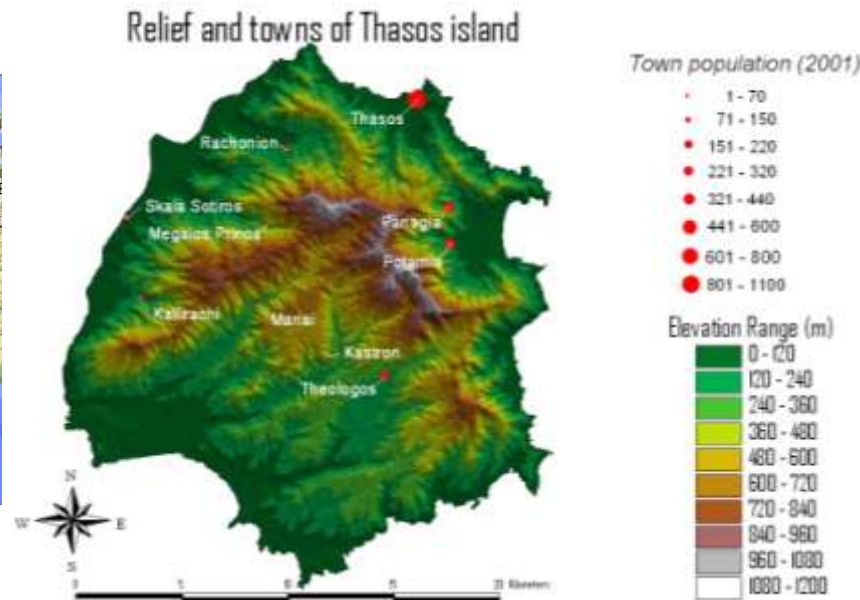 Relief and towns of Thasos island
Thasos
Rachonion
Skala Sotiros
Megalos Prinos
Panagia
Potamia
Kallirachi
Mariai
Kastron
Theologos
N
W E
S
Town population (2001)
1 - 70
71 - 150
151 - 220
221 - 320
321 - 440
441 - 600
601 - 800
801 - 1100
Elevation Range (m)
0 - 120
120 - 240
240 - 360
360 - 480
480 - 600
600 - 720
720 - 840
840 - 960
960 - 1080
1080 - 1200